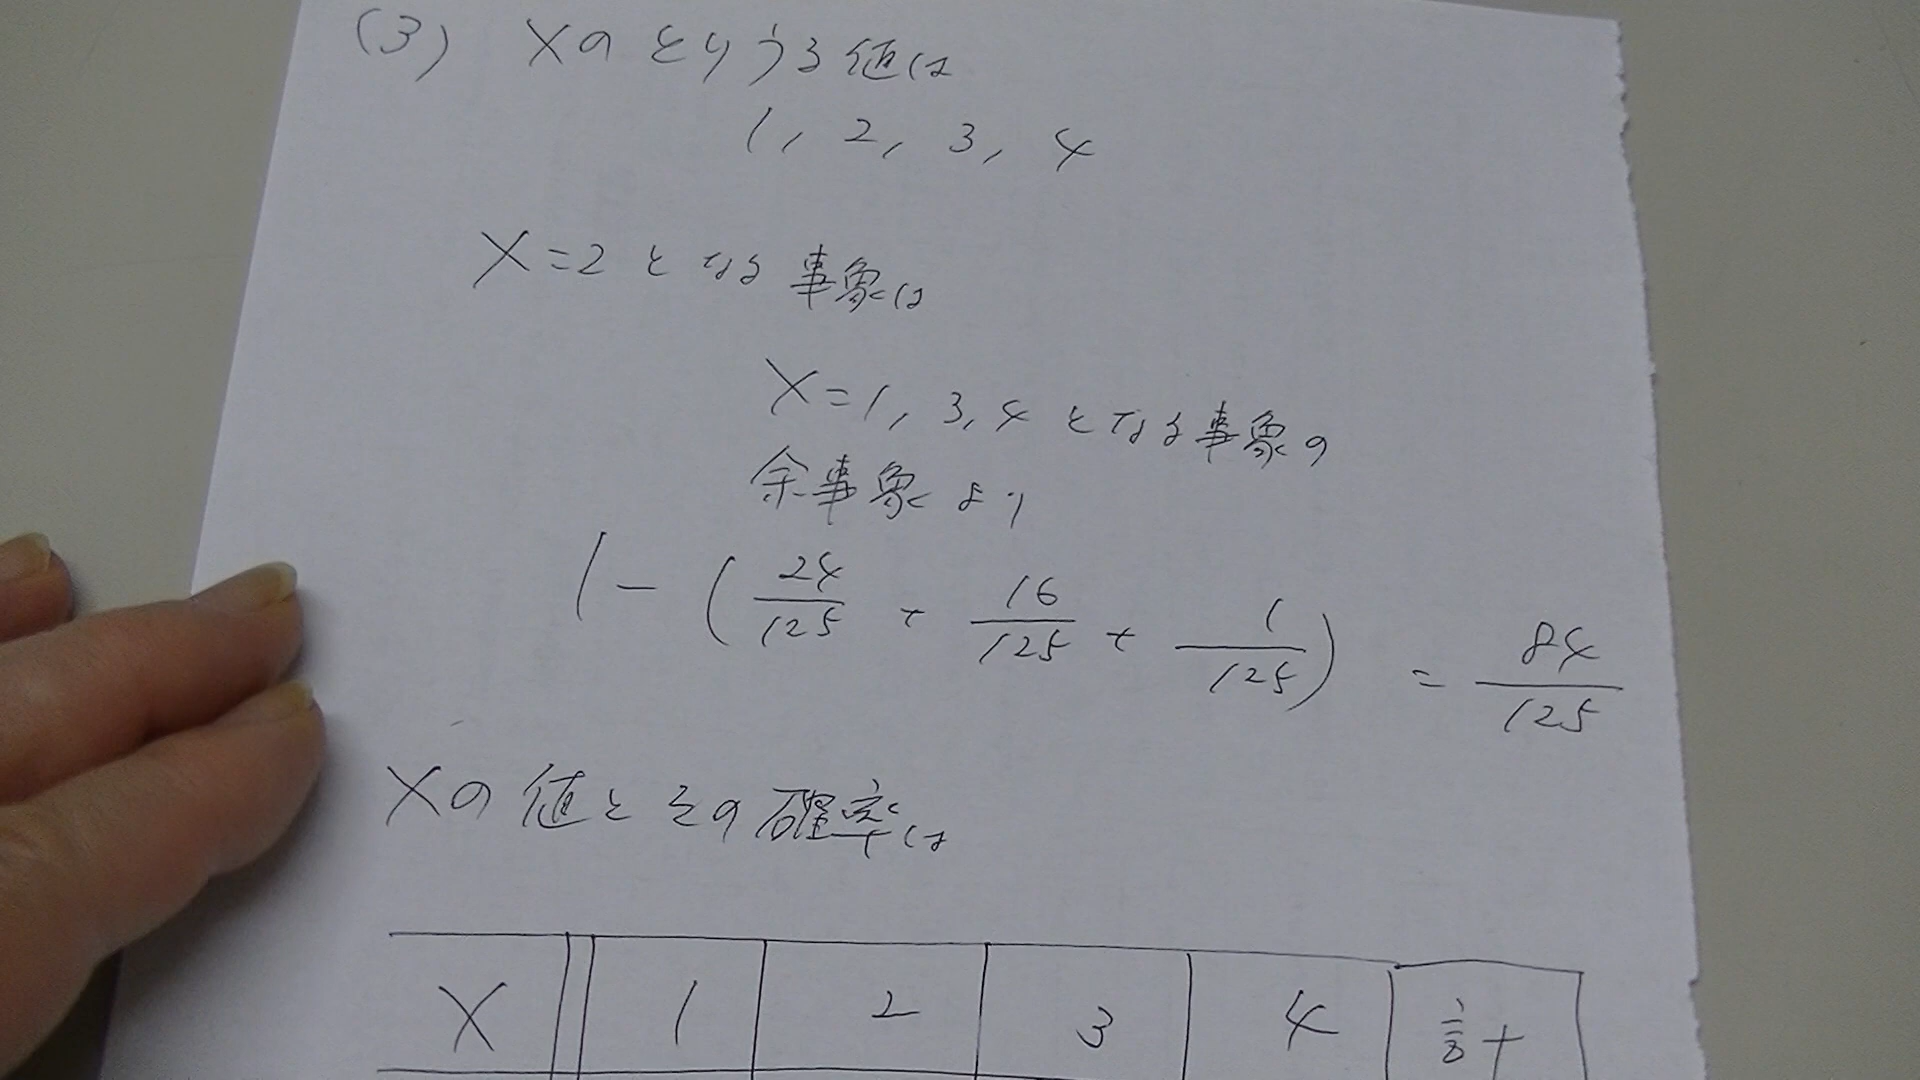 (3) Xのとりうる値は
1, 2, 3, 4
X=2となる事象は
X=1, 3, 4となる事象の
余事象より
1 - ( 24/125 + 16/125 + 1/125 ) = 84/125
Xの値とその確率は
X 1 2 3 4 計